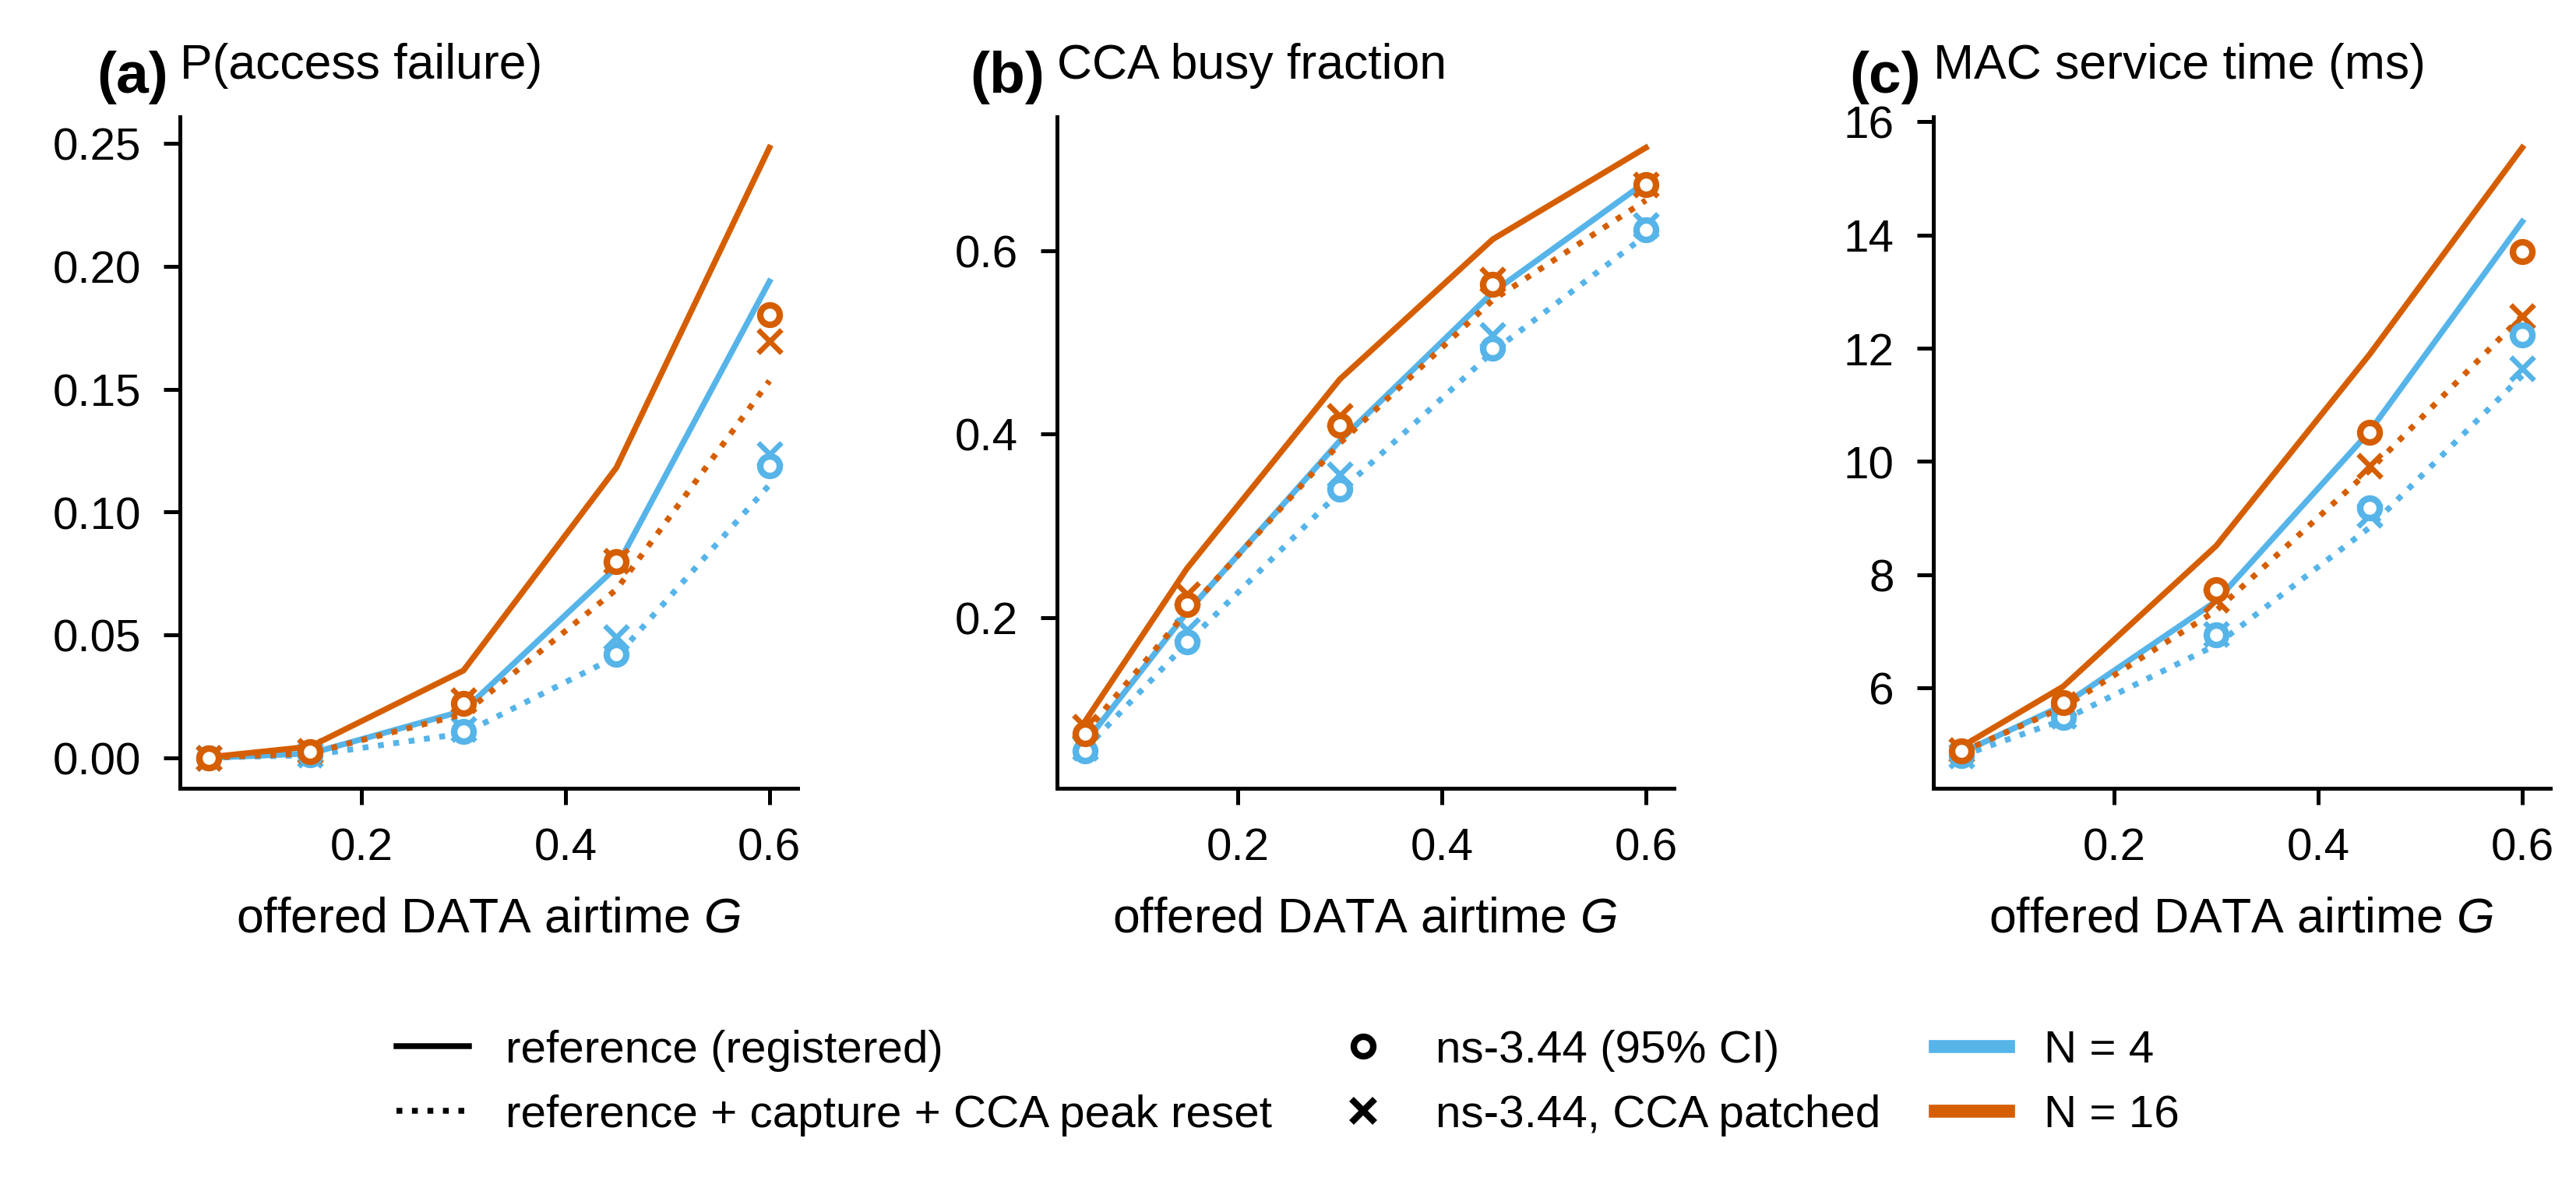 (a) P(access failure)
0.25
0.20
0.15
0.10
0.05
0.00
0.2 0.4 0.6
offered DATA airtime G
(b) CCA busy fraction
0.6
0.4
0.2
0.2 0.4 0.6
offered DATA airtime G
(c) MAC service time (ms)
16
14
12
10
8
6
0.2 0.4 0.6
offered DATA airtime G
reference (registered)
reference + capture + CCA peak reset
ns-3.44 (95% CI)
ns-3.44, CCA patched
N = 4
N = 16